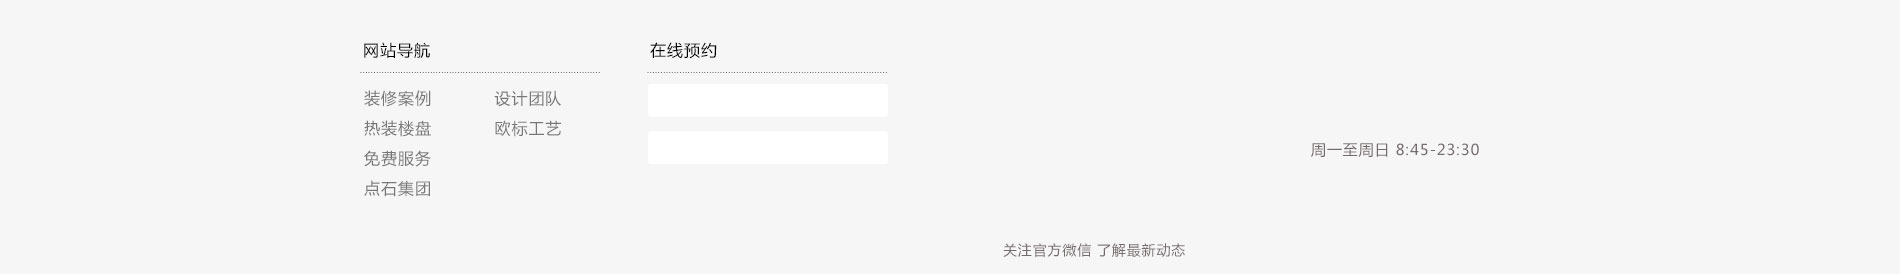 网站导航
装修案例 设计团队
热装楼盘 欧标工艺
免费服务
点石集团
在线预约
周一至周日 8:45-23:30
关注官方微信 了解最新动态